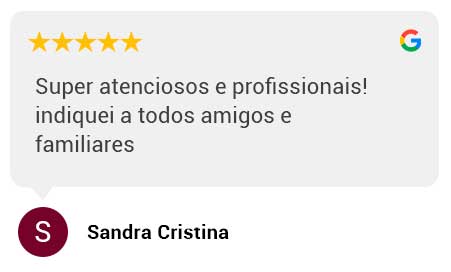 Super atenciosos e profissionais!
indiquei a todos amigos e
familiares
S
Sandra Cristina